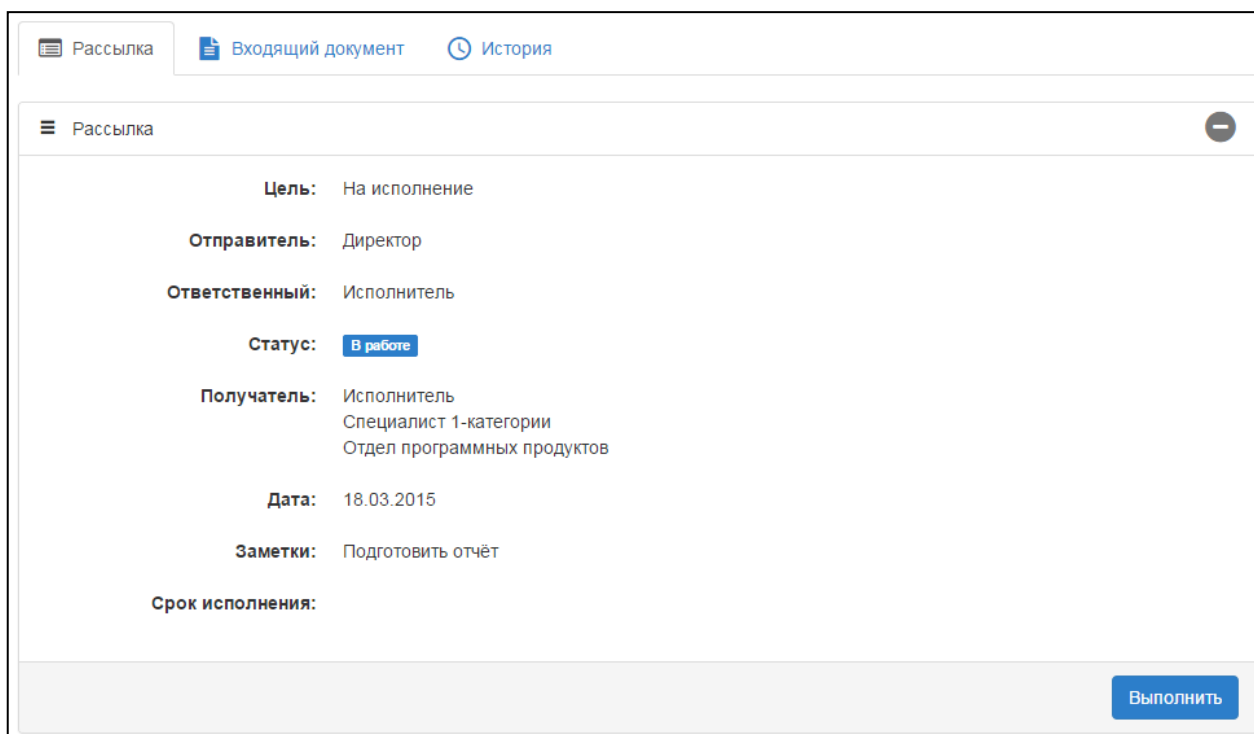 Рассылка Входящий документ История
Рассылка
Цель: На исполнение
Отправитель: Директор
Ответственный: Исполнитель
Статус: В работе
Получатель: Исполнитель
Специалист 1-категории
Отдел программных продуктов
Дата: 18.03.2015
Заметки: Подготовить отчёт
Срок исполнения:
Выполнить